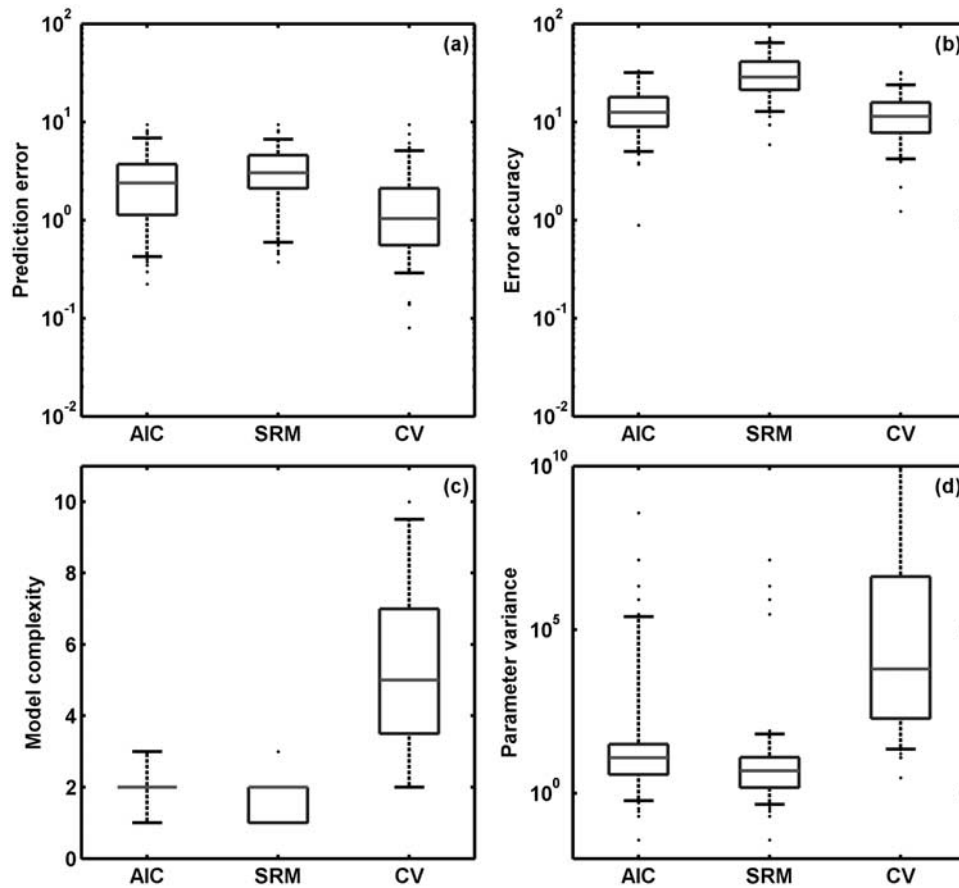 (a)
Prediction error
10^2
10^1
10^0
10^-1
10^-2
AIC SRM CV
(b)
Error accuracy
10^2
10^1
10^0
10^-1
10^-2
AIC SRM CV
(c)
Model complexity
10
8
6
4
2
0
AIC SRM CV
(d)
Parameter variance
10^10
10^5
10^0
AIC SRM CV